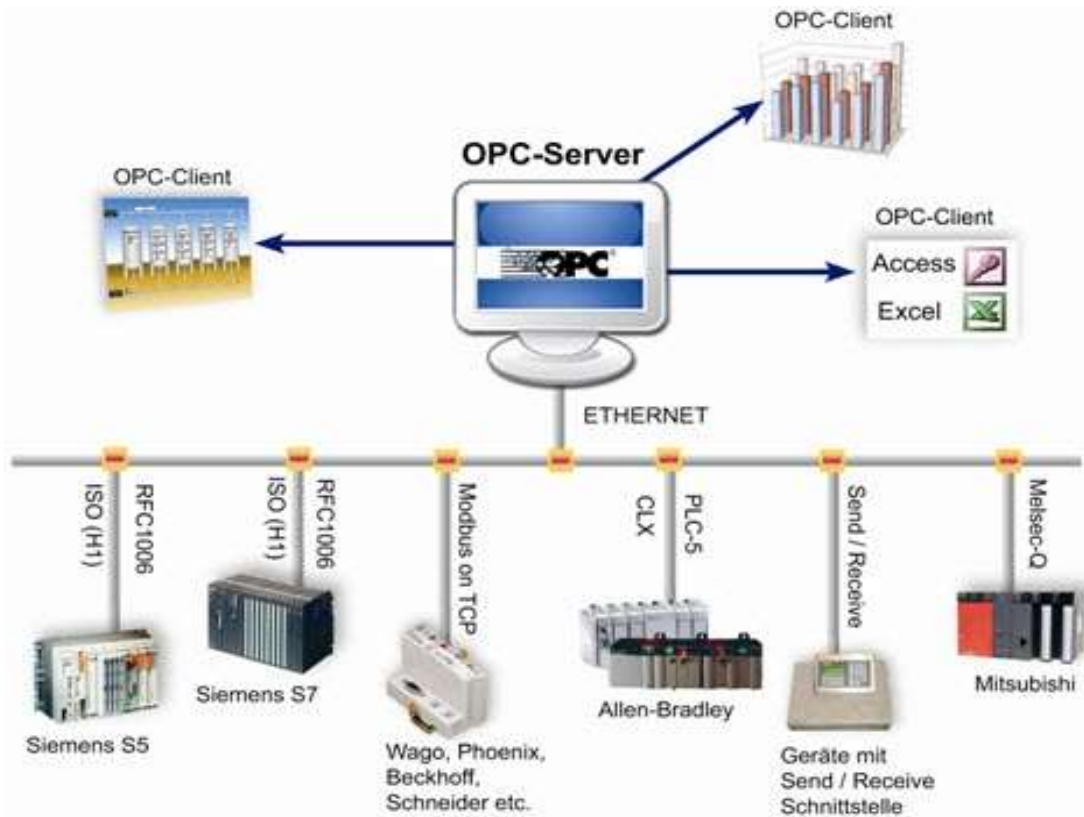 OPC-Client
OPC-Server
OPC-Client
OPC
OPC-Client
Access
Excel
ETHERNET
RFC1006
ISO (H1)
RFC1006
ISO (H1)
Modbus on TCP
PLC-5
CLX
Send / Receive
Melsec-Q
Siemens S5
Siemens S7
Wago, Phoenix,
Beckhoff,
Schneider etc.
Allen-Bradley
Geräte mit
Send / Receive
Schnittstelle
Mitsubishi